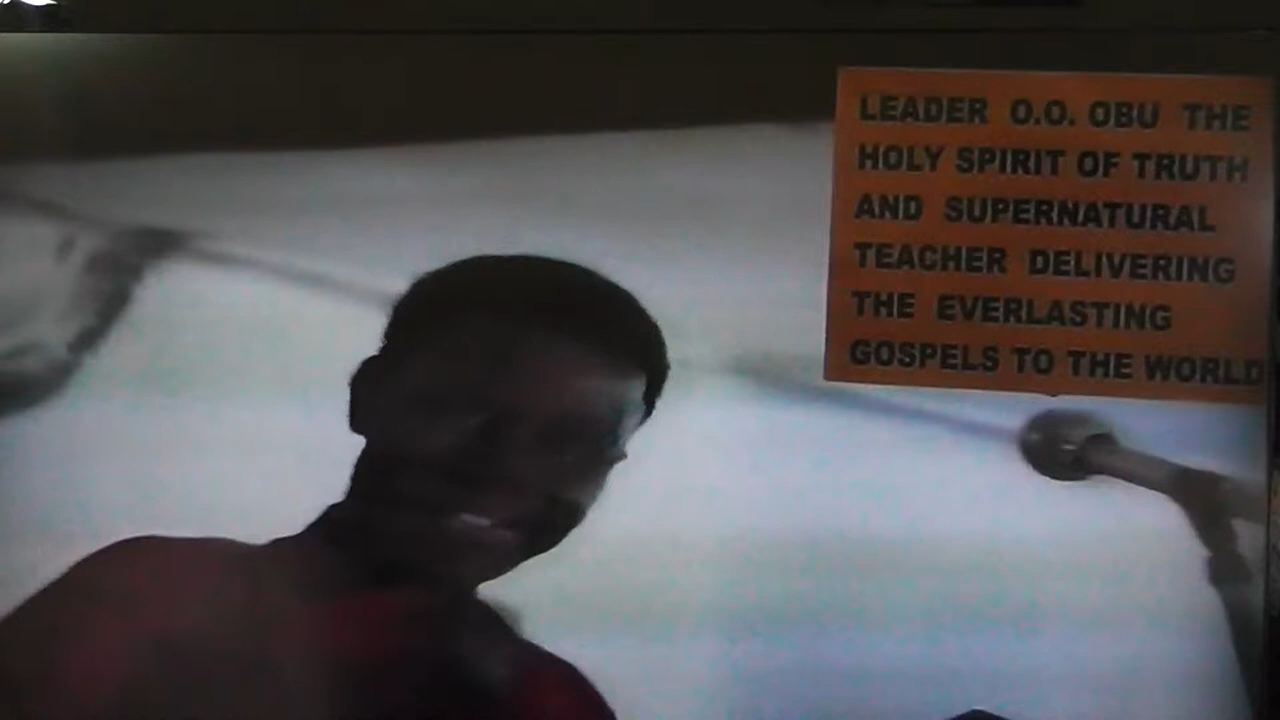 LEADER O.O. OBU THE
HOLY SPIRIT OF TRUTH
AND SUPERNATURAL
TEACHER DELIVERING
THE EVERLASTING
GOSPELS TO THE WORLD